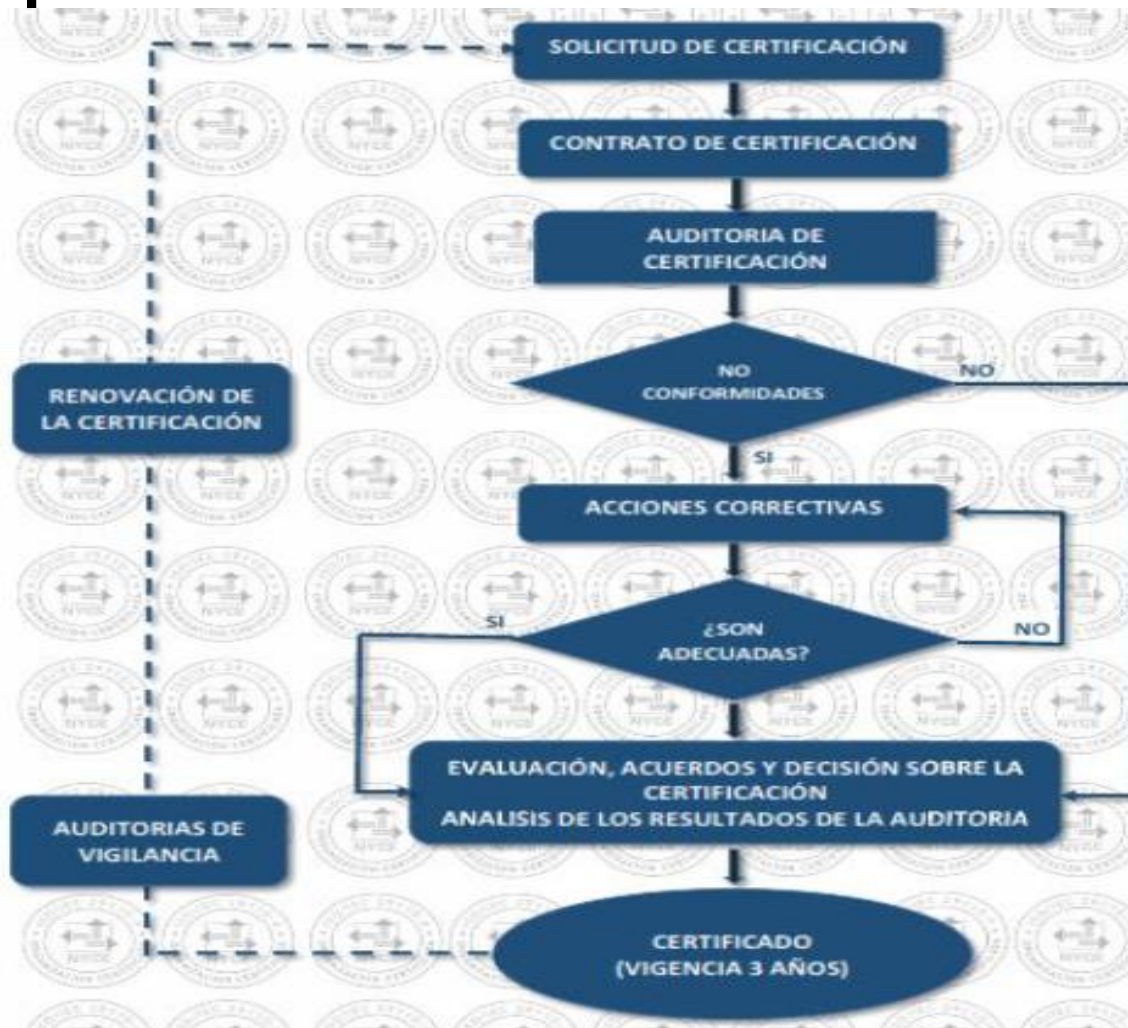 SOLICITUD DE CERTIFICACIÓN
CONTRATO DE CERTIFICACIÓN
AUDITORIA DE
CERTIFICACIÓN
NO
CONFORMIDADES
NO
RENOVACIÓN DE
LA CERTIFICACIÓN
SI
ACCIONES CORRECTIVAS
SI
¿SON
ADECUADAS?
NO
EVALUACIÓN, ACUERDOS Y DECISIÓN SOBRE LA
CERTIFICACIÓN
ANALISIS DE LOS RESULTADOS DE LA AUDITORIA
AUDITORIAS DE
VIGILANCIA
CERTIFICADO
(VIGENCIA 3 AÑOS)
NYCE